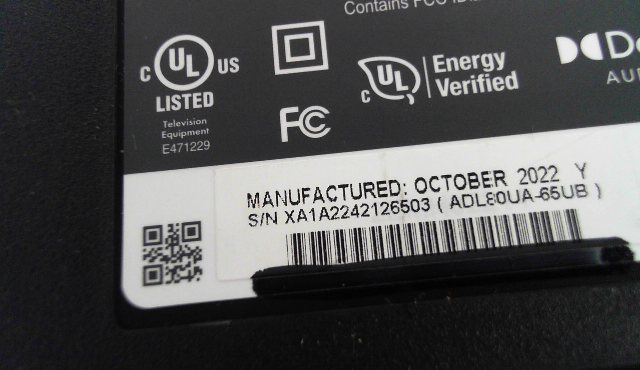 Contains FCC ID:
c UL US
LISTED
Television
Equipment
E471229
FC
c UL
Energy
Verified
MANUFACTURED: OCTOBER 2022 Y
S/N XA1A2242126503 ( ADL80UA-65UB )